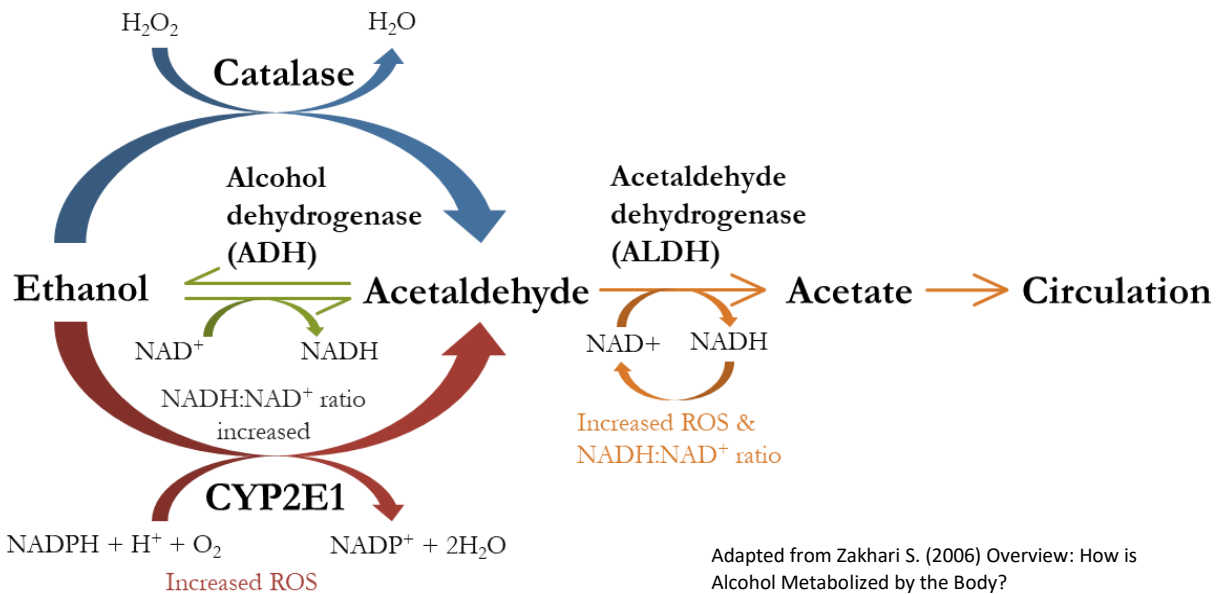 H₂O₂
H₂O
Catalase
Alcohol
dehydrogenase
(ADH)
Acetaldehyde
dehydrogenase
(ALDH)
Ethanol
Acetaldehyde
Acetate
Circulation
NAD⁺
NADH
NAD+
NADH
NADH:NAD⁺ ratio
increased
Increased ROS &
NADH:NAD⁺ ratio
CYP2E1
NADPH + H⁺ + O₂
NADP⁺ + 2H₂O
Increased ROS
Adapted from Zakhari S. (2006) Overview: How is
Alcohol Metabolized by the Body?